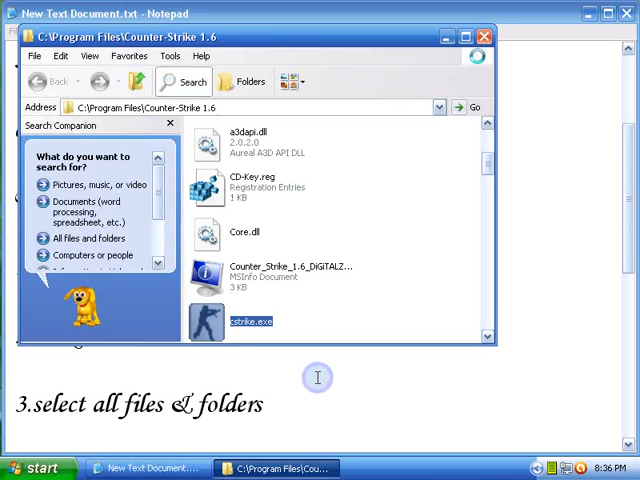 New Text Document.txt - Notepad
C:\Program Files\Counter-Strike 1.6
File Edit View Favorites Tools Help
Back Search Folders
Address C:\Program Files\Counter-Strike 1.6 Go
Search Companion
What do you want to
search for?
Pictures, music, or video
Documents (word
processing,
spreadsheet, etc.)
All files and folders
Computers or people
a3dapi.dll
2.0.2.0
Aureal A3D API DLL
CD-Key.reg
Registration Entries
1 KB
Core.dll
Counter_Strike_1.6_DiGiTALZ...
MSInfo Document
3 KB
cstrike.exe
3.select all files & folders
start New Text Document.... C:\Program Files\Cou... 8:36 PM